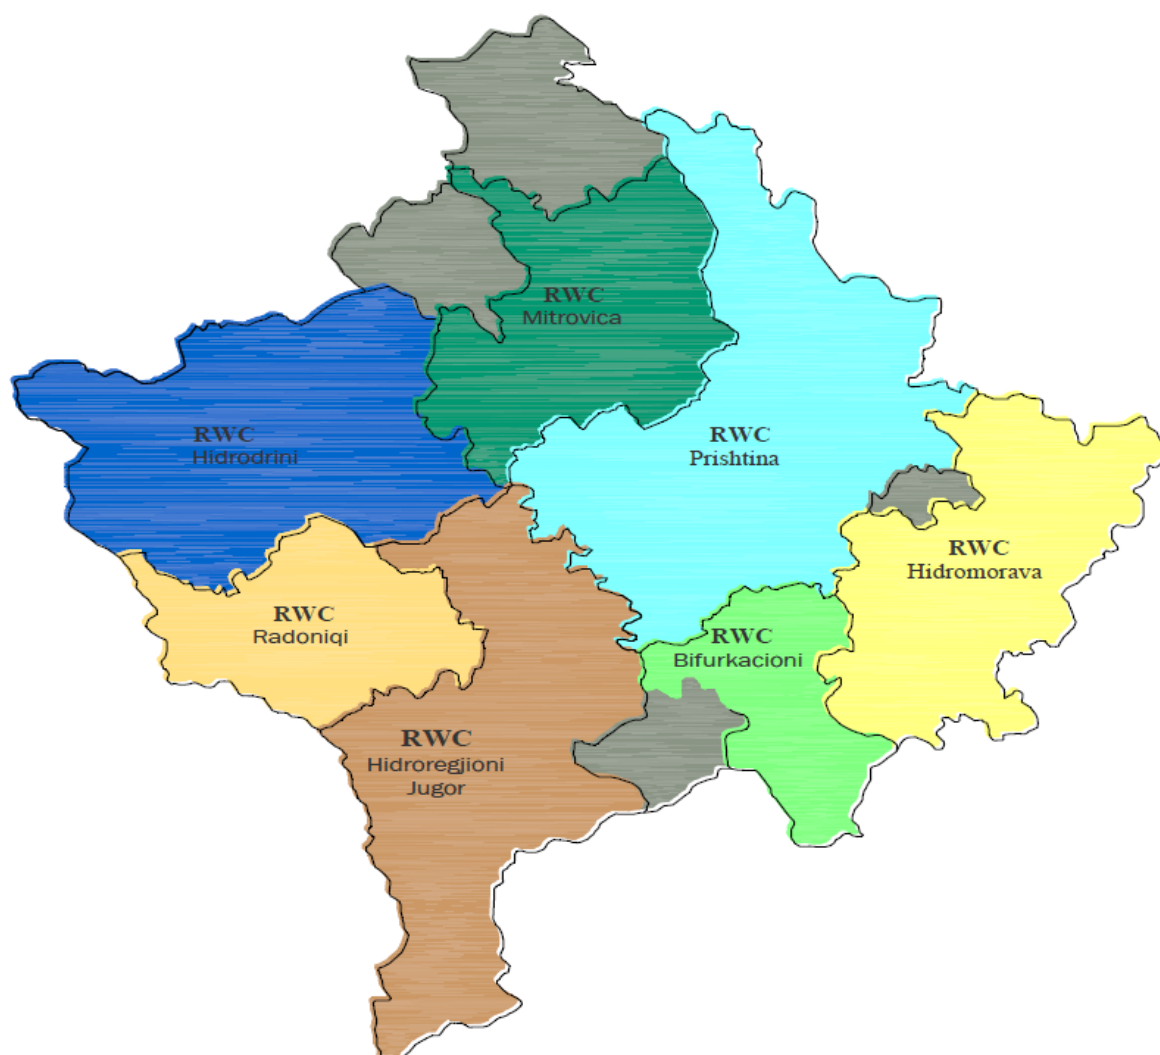 RWC
Mitrovica
RWC
Hidrodrini
RWC
Prishtina
RWC
Hidromorava
RWC
Radoniqi
RWC
Bifurkacioni
RWC
Hidroregjioni
Jugor